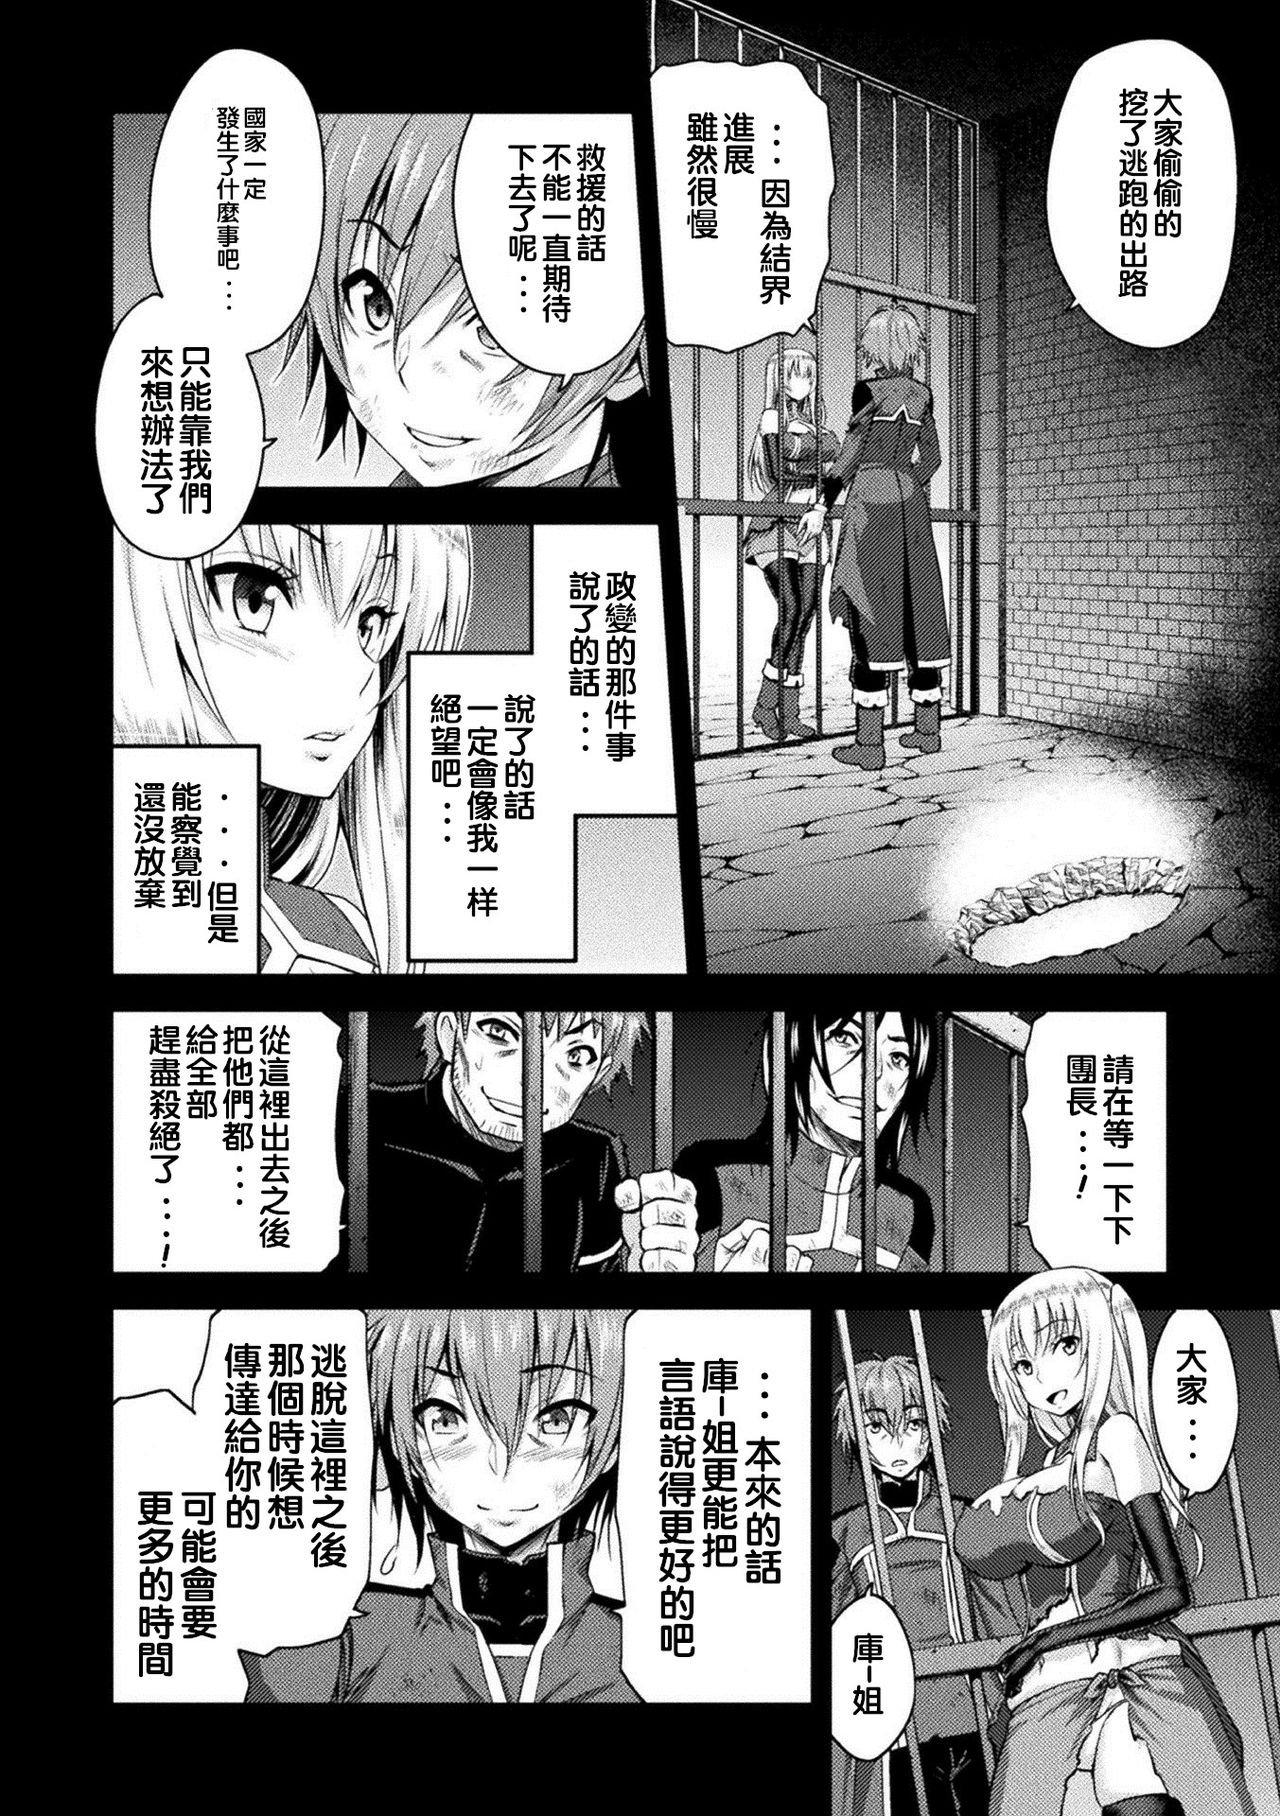 大家偷偷的
挖了逃跑的出路
...因為結界
進展
雖然很慢
救援的話
不能一直期待
下去了呢...
國家一定
發生了什麼事吧...
只能靠我們
來想辦法了
政變的那件事
說了的話...
說了的話
一定會像我一样
絕望吧...
...但是
能察覺到
還沒放棄
請在等一下下
團長...!
從這裡出去之後
把他們都...
給全部
趕盡殺絕了...!
大家...
庫-姐
...本來的話
庫-姐更能把
言語說得更好的吧
逃脫這裡之後
那個時候想
傳達給你的
可能會要
更多的時間